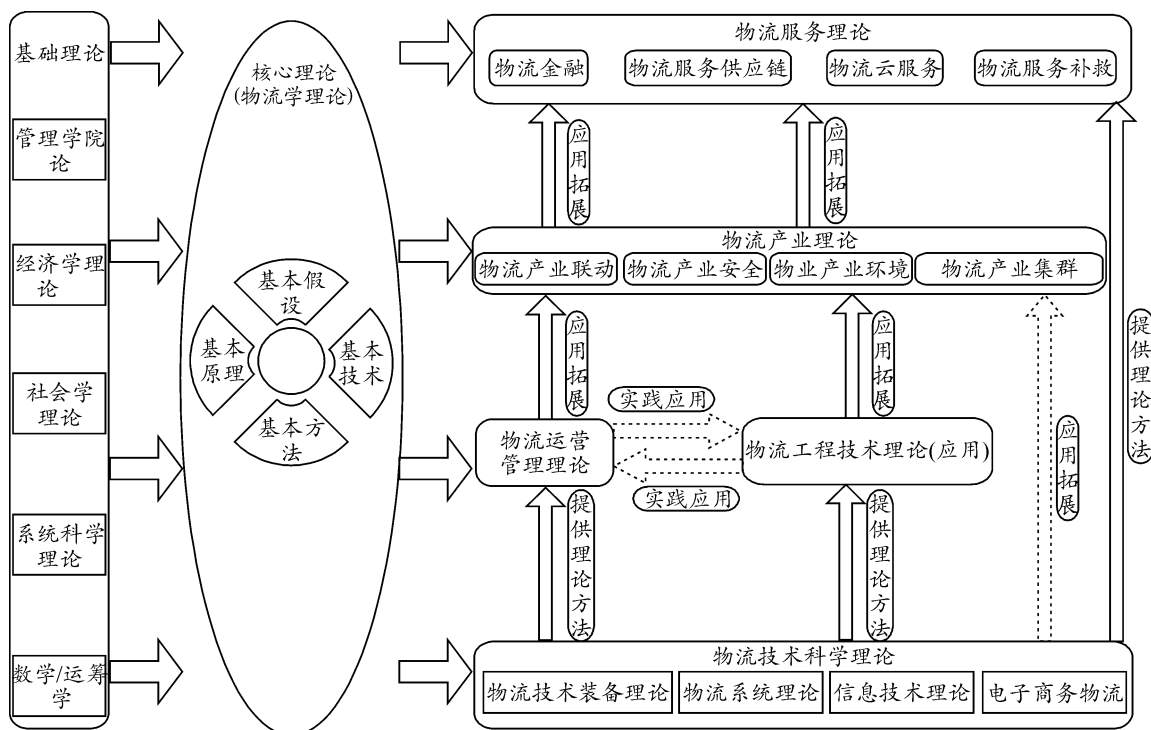 基础理论
管理学院
论
经济学理
论
社会学
理论
系统科学
理论
数学/运筹
学
核心理论
(物流学理论)
基本假
设
基本
原理
基本
技术
基本方
法
物流服务理论
物流金融
物流服务供应链
物流云服务
物流服务补救
应用拓展
应用拓展
物流产业理论
物流产业联动
物流产业安全
物业产业环境
物流产业集群
应用拓展
应用拓展
提供理论方法
实践应用
物流运营
管理理论
物流工程技术理论(应用)
实践应用
应用拓展
提供理论方法
提供理论方法
物流技术科学理论
物流技术装备理论
物流系统理论
信息技术理论
电子商务物流